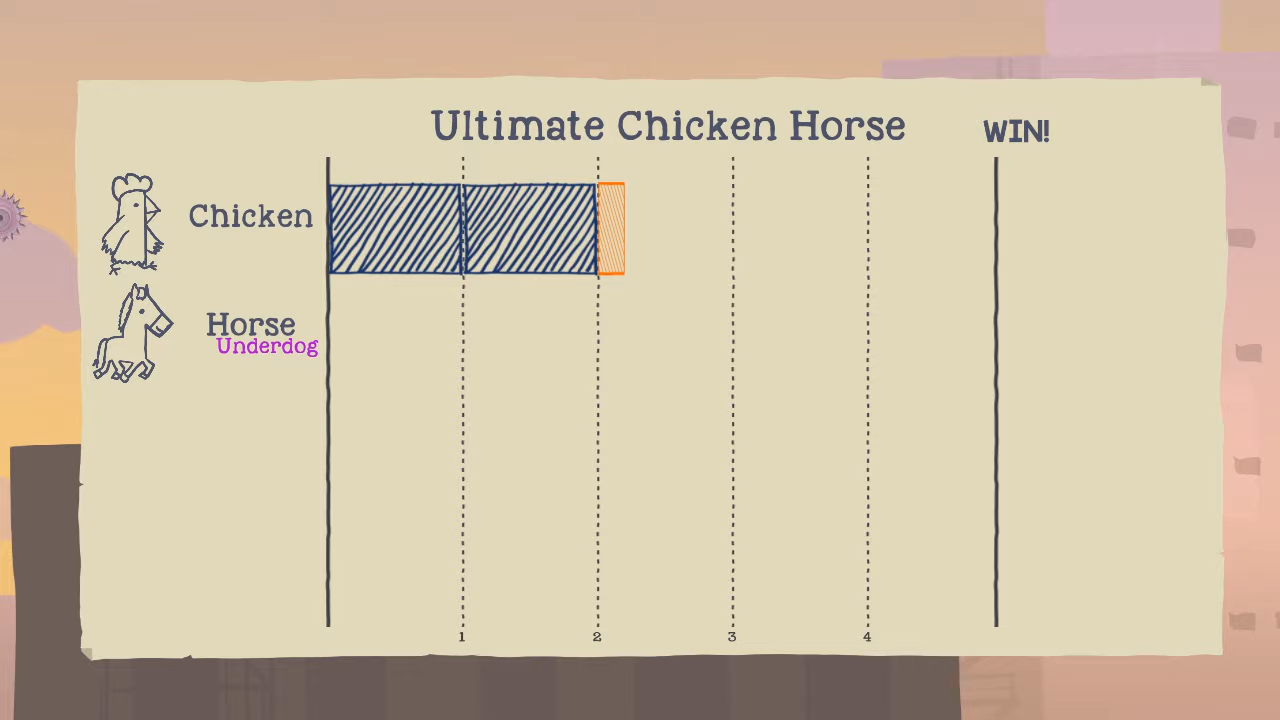 Ultimate Chicken Horse
WIN!
Chicken
Horse
Underdog
1 2 3 4